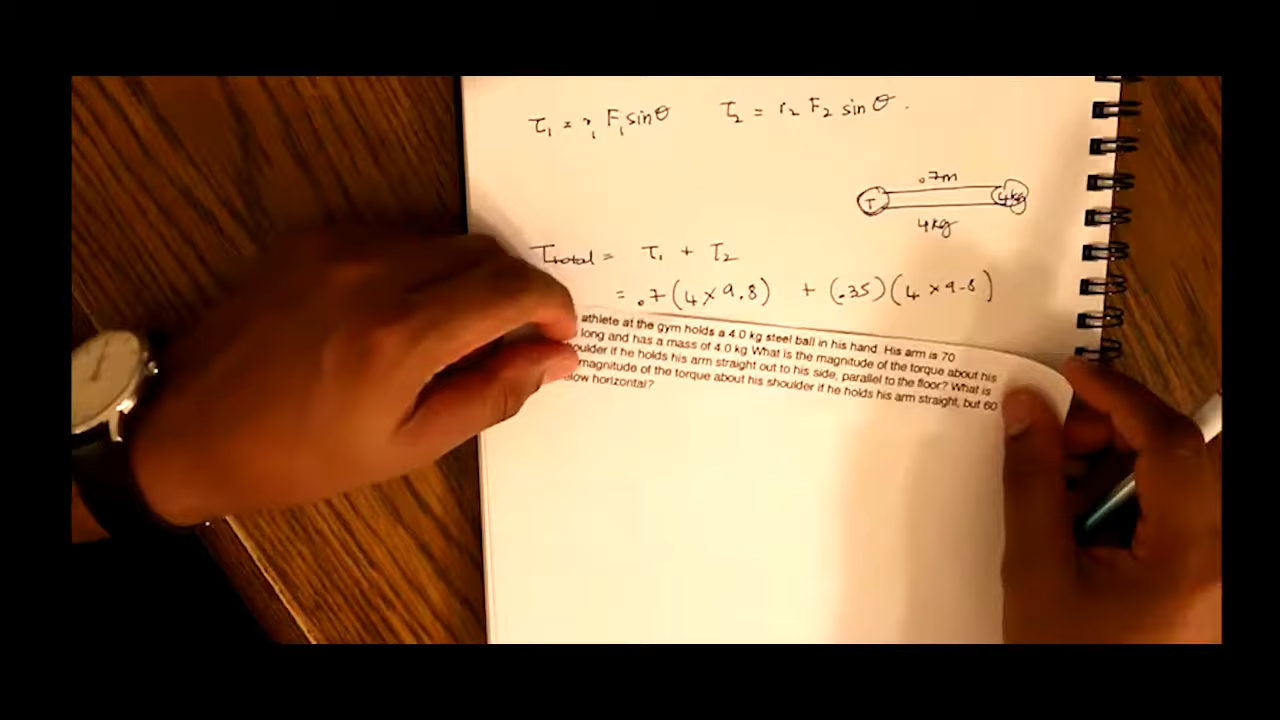 τ₁ = r₁ F₁ sinθ τ₂ = r₂ F₂ sin θ.
.7m
T 4kg
4kg
τtotal = τ₁ + τ₂
= .7(4×9.8) + (.35)(4×9.8)
athlete at the gym holds a 4.0 kg steel ball in his hand. His arm is 70
long and has a mass of 4.0 kg. What is the magnitude of the torque about his
if he holds his arm straight out to his side, parallel to the floor? What is
magnitude of the torque about his shoulder if he holds his arm straight, but 60
horizontal?